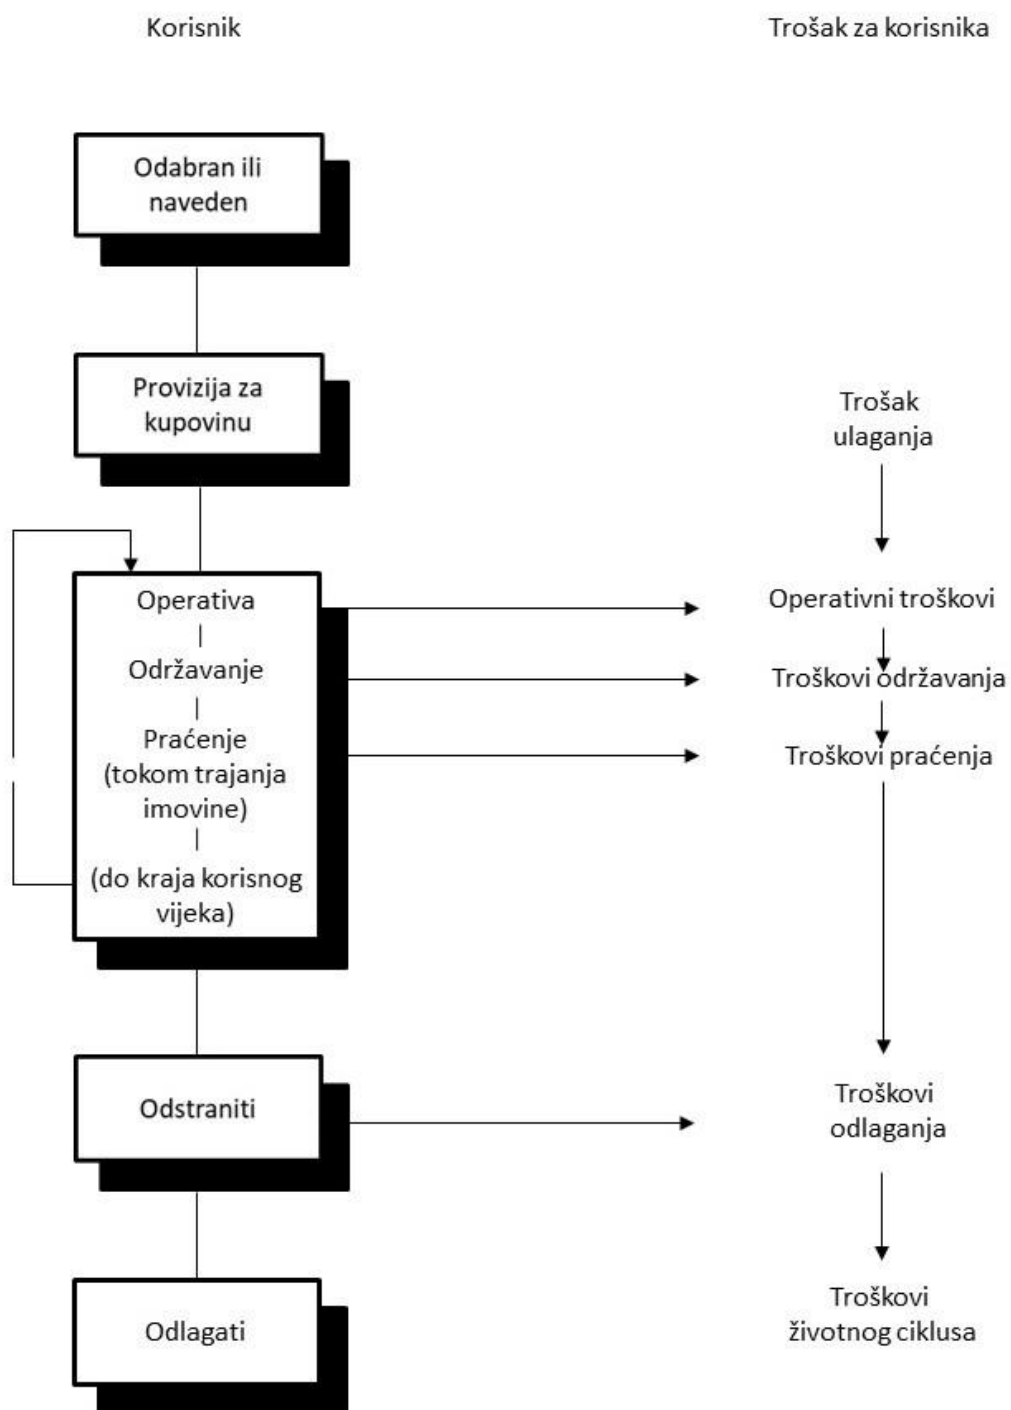 Korisnik
Trošak za korisnika
Odabran ili
naveden
Provizija za
kupovinu
Trošak
ulaganja
Operativa
Operativni troškovi
Održavanje
Troškovi održavanja
Praćenje
(tokom trajanja
imovine)
Troškovi praćenja
(do kraja korisnog
vijeka)
Odstraniti
Troškovi
odlaganja
Odlagati
Troškovi
životnog ciklusa